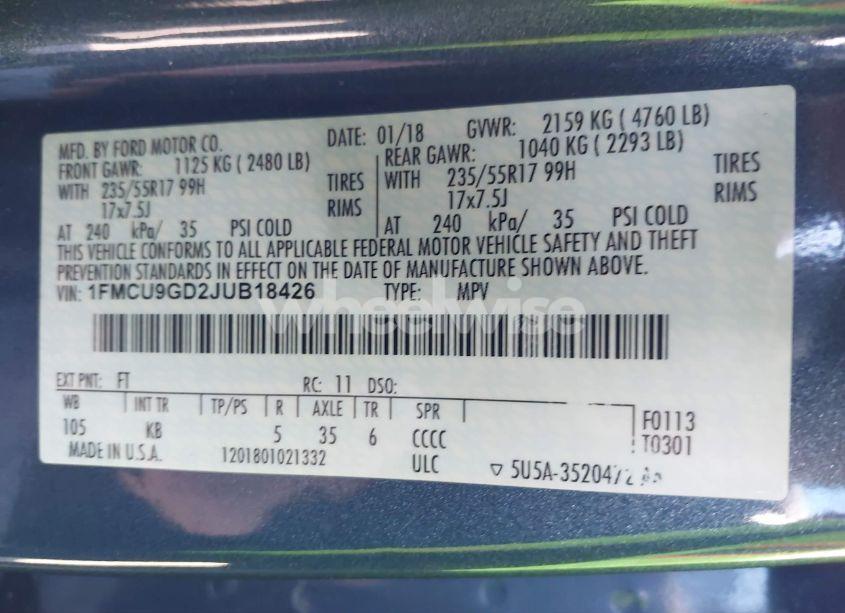 MFD. BY FORD MOTOR CO. DATE: 01/18 GVWR: 2159 KG ( 4760 LB)
FRONT GAWR: 1125 KG ( 2480 LB) REAR GAWR: 1040 KG ( 2293 LB)
WITH 235/55R17 99H TIRES WITH 235/55R17 99H TIRES
17x7.5J RIMS 17x7.5J RIMS
AT 240 kPa/ 35 PSI COLD AT 240 kPa/ 35 PSI COLD
THIS VEHICLE CONFORMS TO ALL APPLICABLE FEDERAL MOTOR VEHICLE SAFETY AND THEFT
PREVENTION STANDARDS IN EFFECT ON THE DATE OF MANUFACTURE SHOWN ABOVE.
VIN: 1FMCU9GD2JUB18426 TYPE: MPV
Wheelwise
EXT PNT: FT RC: 11 DSO:
WB INT TR TP/PS R AXLE TR SPR F0113
105 KB 5 35 6 CCCC T0301
MADE IN U.S.A. 1201801021332 ULC 5U5A-3520472